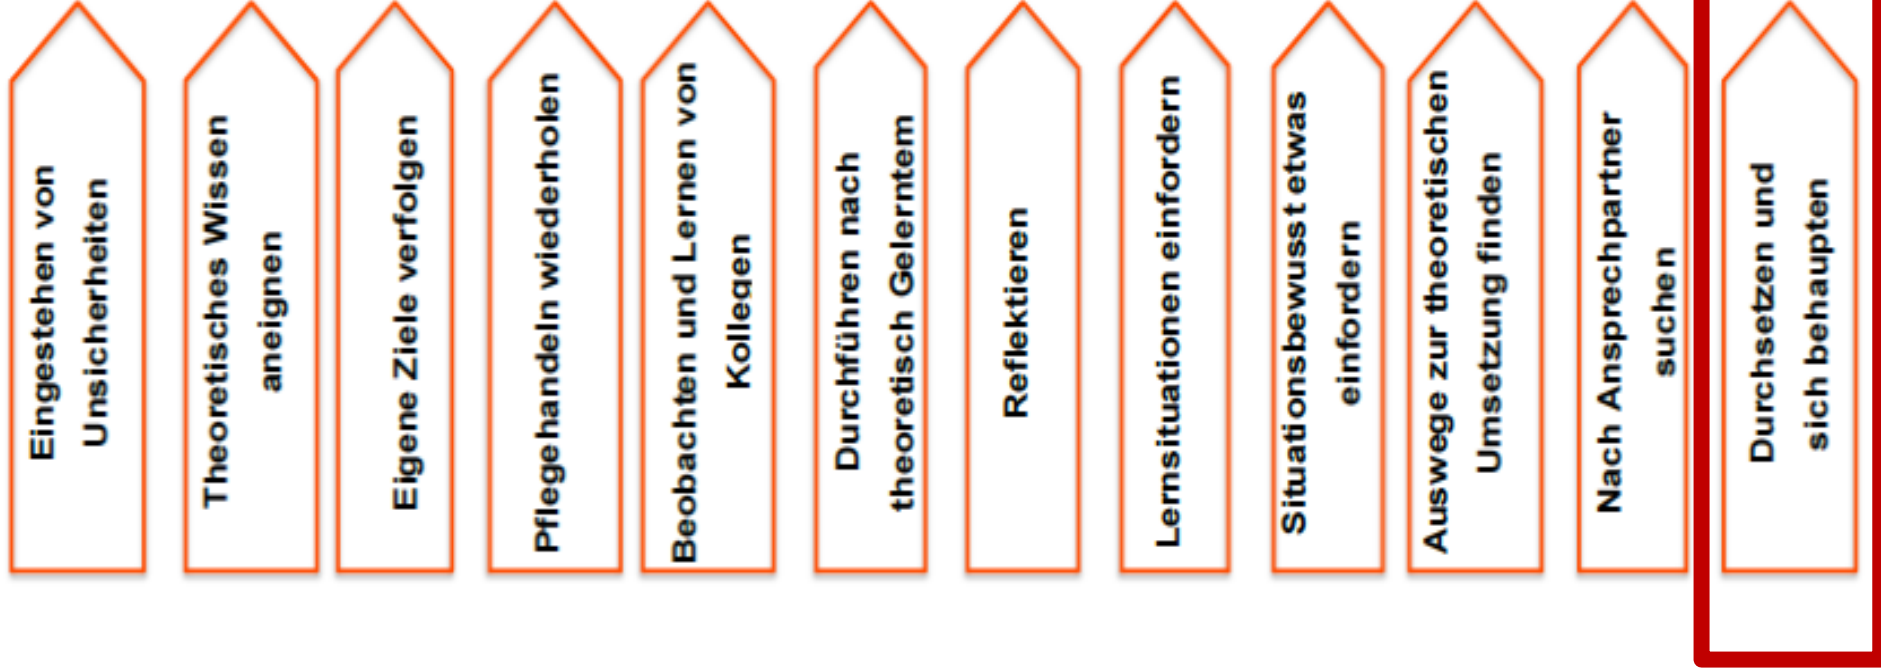 Eingestehen von
Unsicherheiten
Theoretisches Wissen
aneignen
Eigene Ziele verfolgen
Pflegehandeln wiederholen
Beobachten und Lernen von
Kollegen
Durchführen nach
theoretisch Gelerntem
Reflektieren
Lernsituationen einfordern
Situationsbewusst etwas
einfordern
Auswege zur theoretischen
Umsetzung finden
Nach Ansprechpartner
suchen
Durchsetzen und
sich behaupten